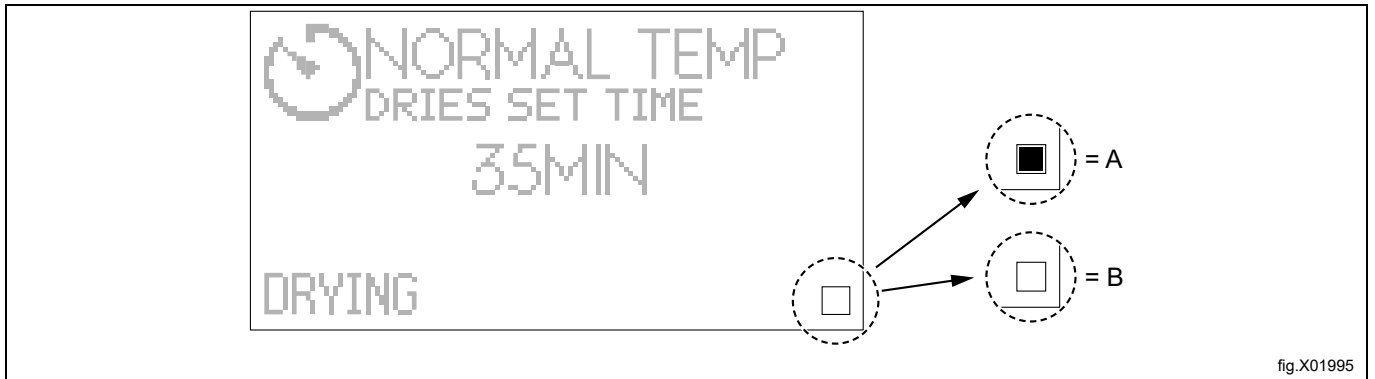 NORMAL TEMP
DRIES SET TIME
35MIN
DRYING
= A
= B
fig.X01995